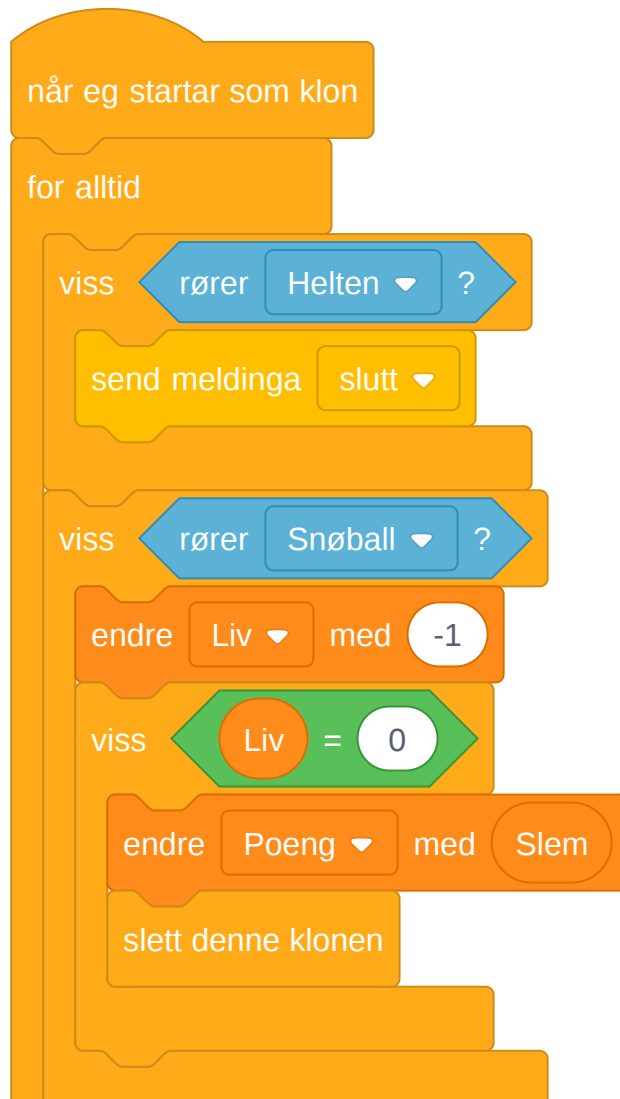 når eg startar som klon
for alltid
viss rører Helten ?
send meldinga slutt
viss rører Snøball ?
endre Liv med -1
viss Liv = 0
endre Poeng med Slem
slett denne klonen